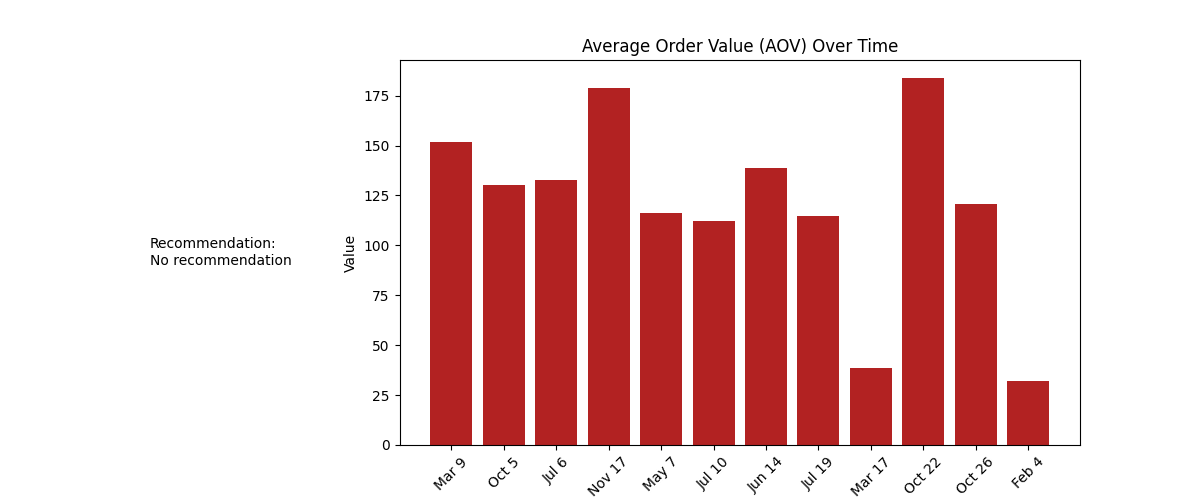 Average Order Value (AOV) Over Time
Recommendation:
No recommendation
Value
175
150
125
100
75
50
25
0
Mar 9
Oct 5
Jul 6
Nov 17
May 7
Jul 10
Jun 14
Jul 19
Mar 17
Oct 22
Oct 26
Feb 4